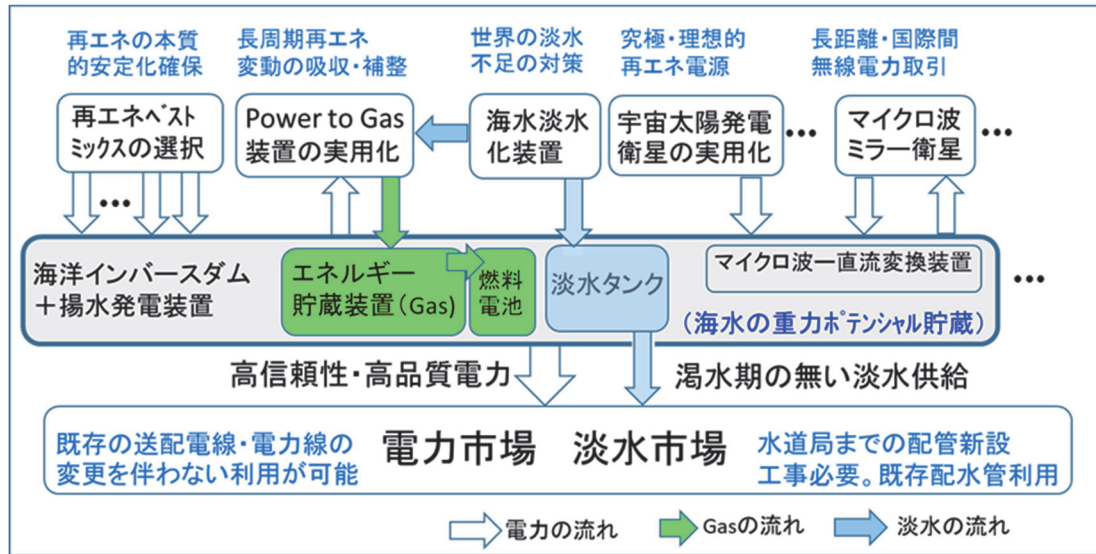 再エネの本質
的安定化確保
長周期再エネ
変動の吸収・補整
世界の淡水
不足の対策
究極・理想的
再エネ電源
長距離・国際間
無線電力取引
再エネﾍﾞｽﾄ
ミックスの選択
Power to Gas
装置の実用化
海水淡水
化装置
宇宙太陽発電
衛星の実用化
•••
マイクロ波
ミラー衛星
•••
•••
海洋インバースダム
＋揚水発電装置
エネルギー
貯蔵装置（Gas）
燃料
電池
淡水タンク
マイクロ波ー直流変換装置
•••
（海水の重力ﾎﾟﾃﾝｼｬﾙ貯蔵）
高信頼性・高品質電力
渇水期の無い淡水供給
既存の送配電線・電力線の
変更を伴わない利用が可能
電力市場
淡水市場
水道局までの配管新設
工事必要。既存配水管利用
電力の流れ
Gasの流れ
淡水の流れ